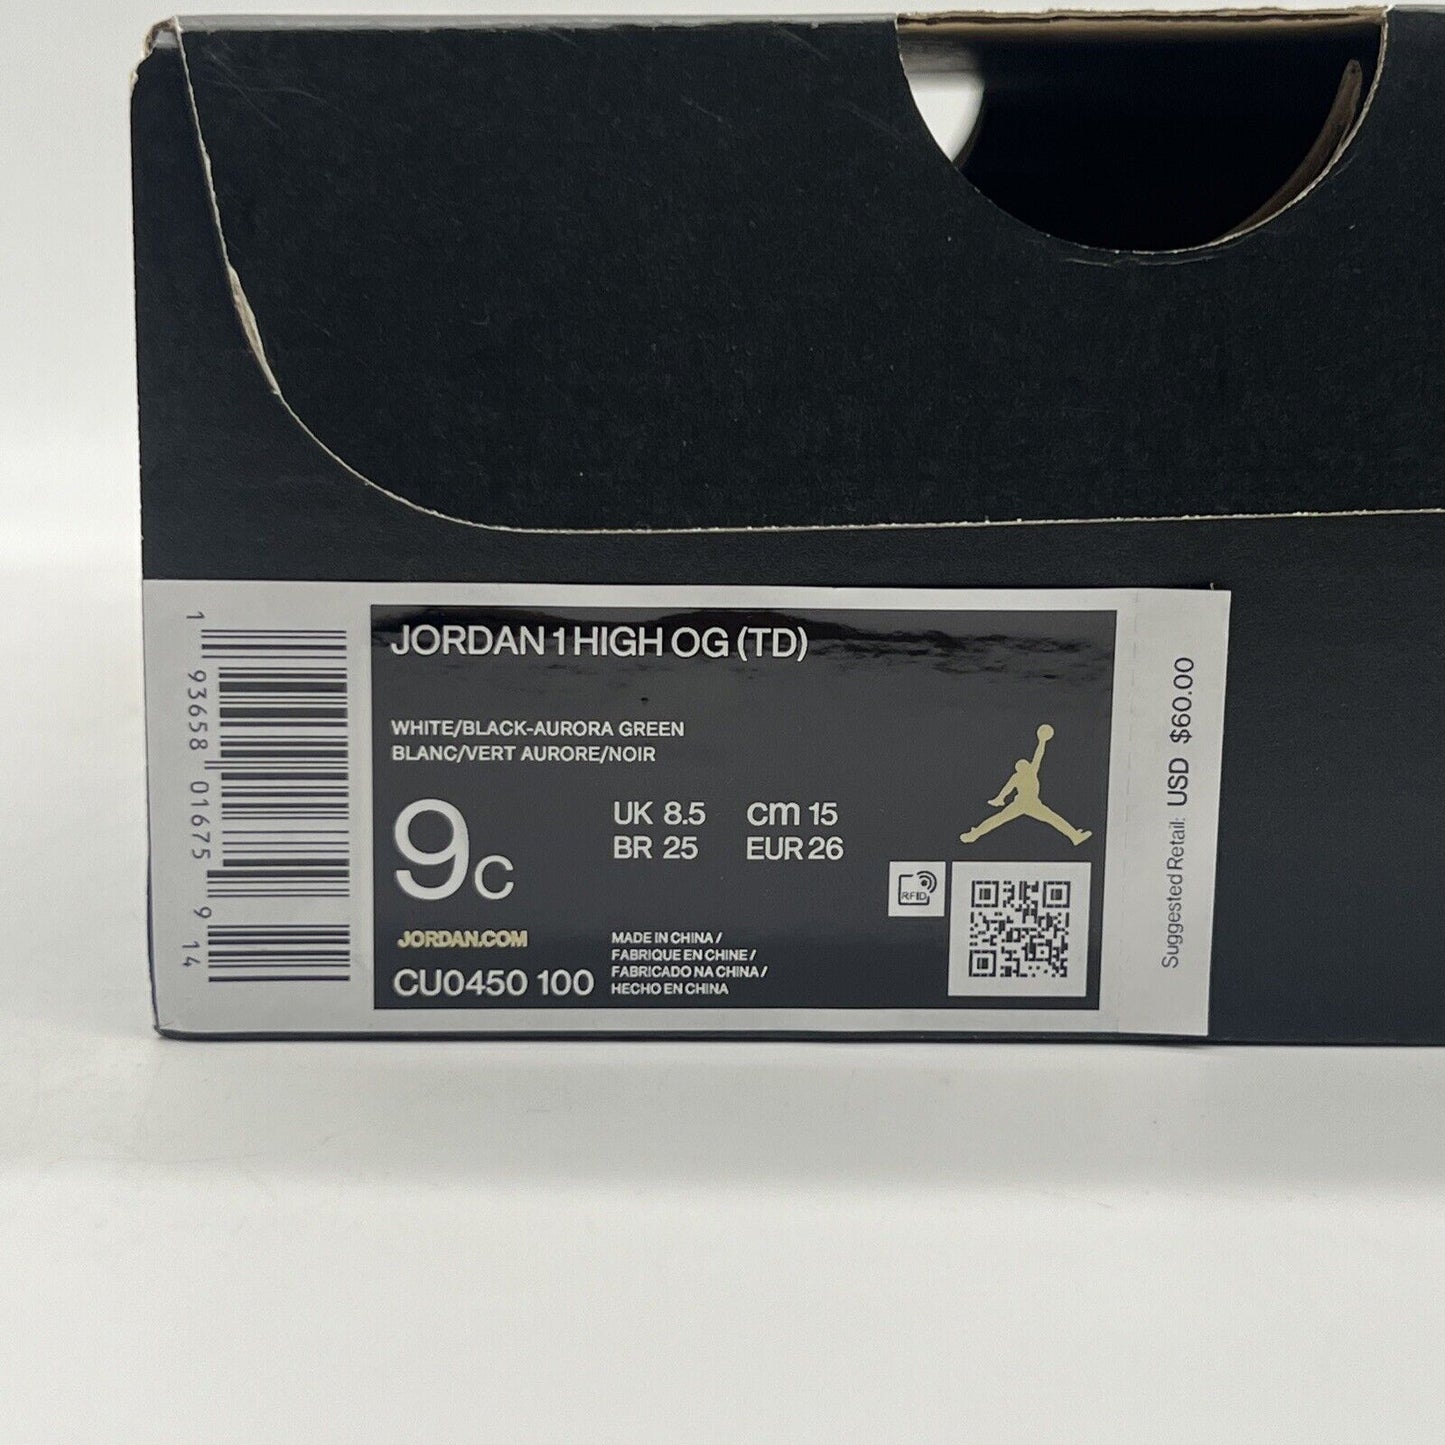 JORDAN 1 HIGH OG (TD)
WHITE/BLACK-AURORA GREEN
BLANC/VERT AURORE/NOIR
9C
UK 8.5 cm 15
BR 25 EUR 26
RFID
JORDAN.COM
CU0450 100
MADE IN CHINA /
FABRIQUE EN CHINE /
FABRICADO NA CHINA /
HECHO EN CHINA
1 93658 01675 9 14
Suggested Retail: USD $60.00